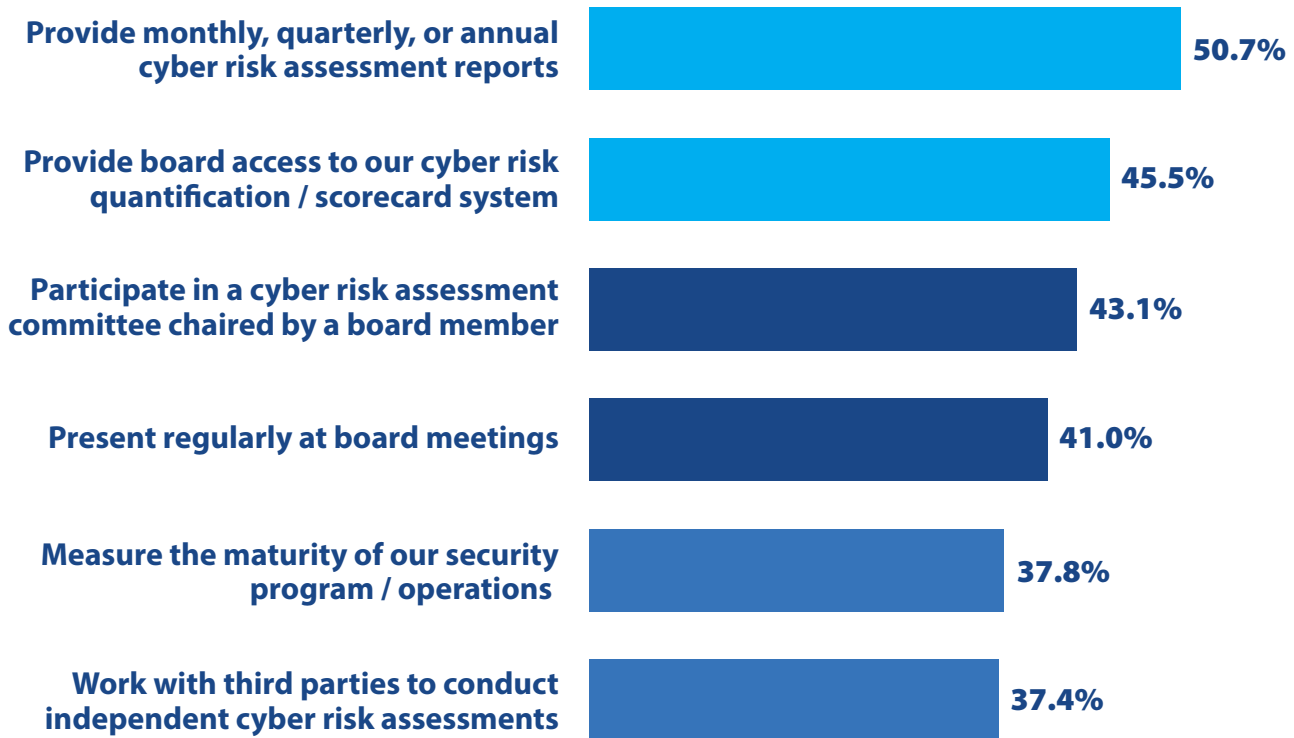 Provide monthly, quarterly, or annual
cyber risk assessment reports
50.7%
Provide board access to our cyber risk
quantification / scorecard system
45.5%
Participate in a cyber risk assessment
committee chaired by a board member
43.1%
Present regularly at board meetings
41.0%
Measure the maturity of our security
program / operations
37.8%
Work with third parties to conduct
independent cyber risk assessments
37.4%